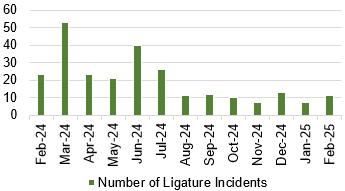 60
50
40
30
20
10
0
Feb-24
Mar-24
Apr-24
May-24
Jun-24
Jul-24
Aug-24
Sep-24
Oct-24
Nov-24
Dec-24
Jan-25
Feb-25
Number of Ligature Incidents